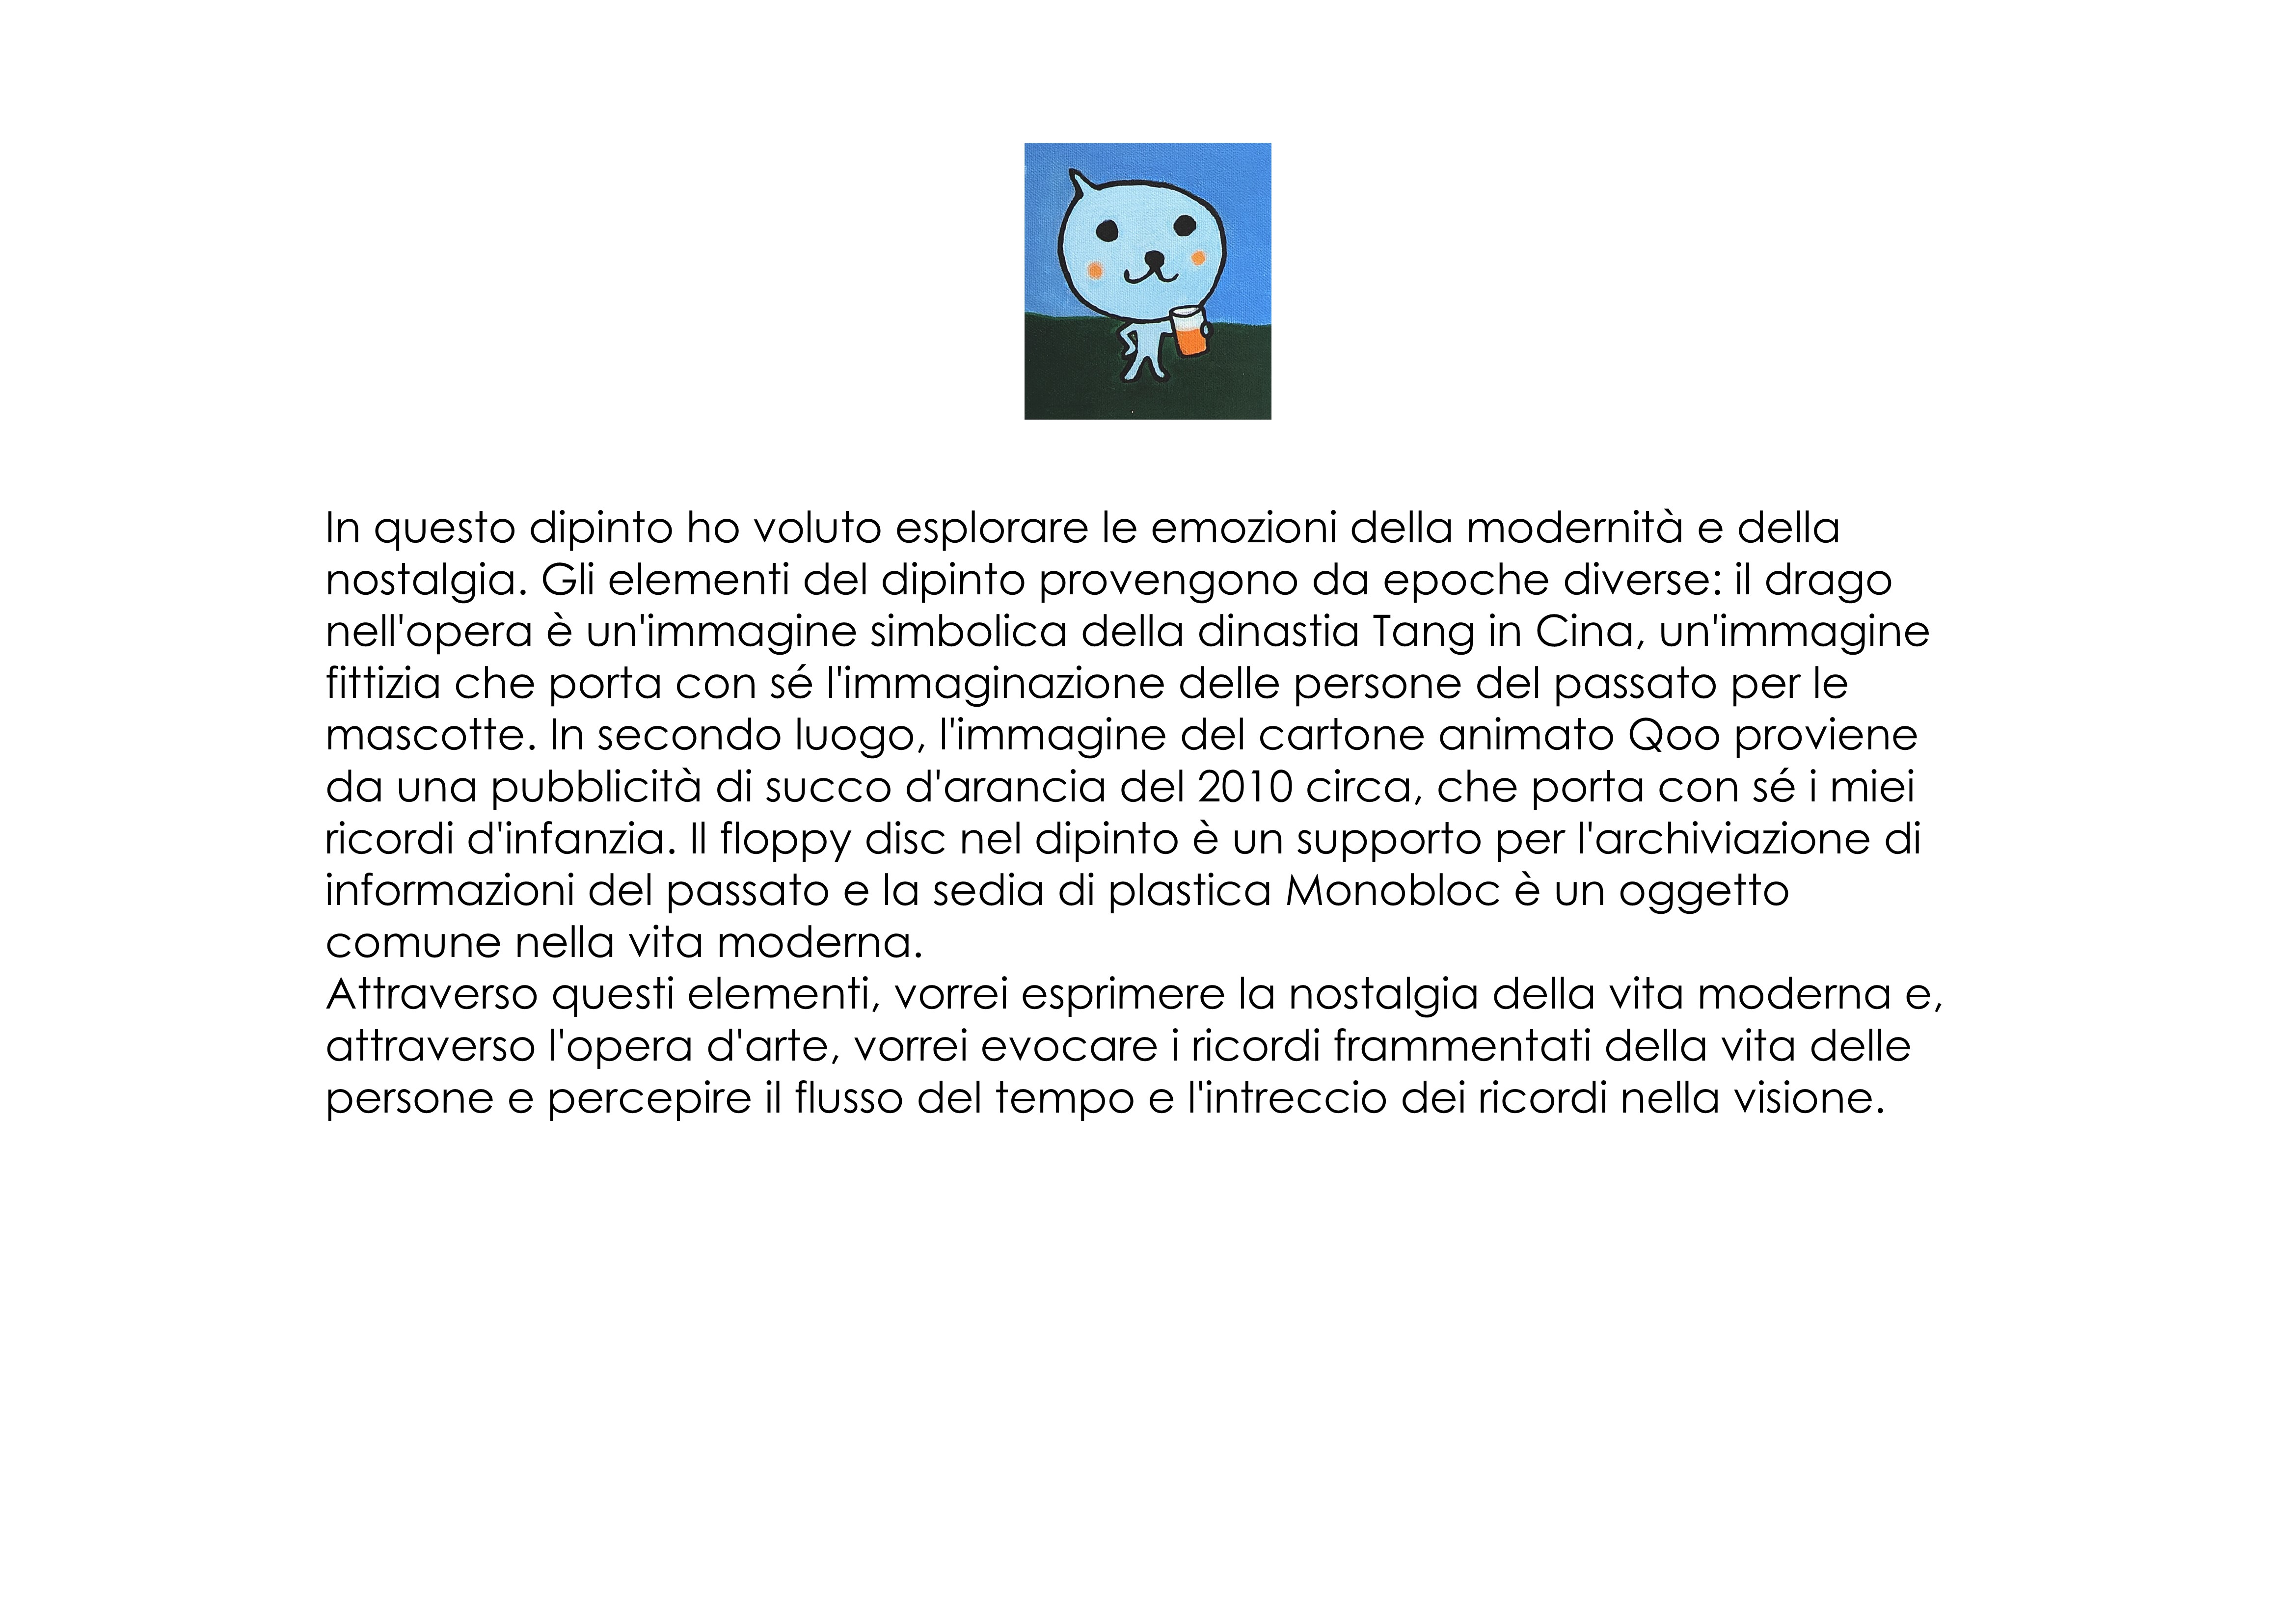 In questo dipinto ho voluto esplorare le emozioni della modernità e della
nostalgia. Gli elementi del dipinto provengono da epoche diverse: il drago
nell'opera è un'immagine simbolica della dinastia Tang in Cina, un'immagine
fittizia che porta con sé l'immaginazione delle persone del passato per le
mascotte. In secondo luogo, l'immagine del cartone animato Qoo proviene
da una pubblicità di succo d'arancia del 2010 circa, che porta con sé i miei
ricordi d'infanzia. Il floppy disc nel dipinto è un supporto per l'archiviazione di
informazioni del passato e la sedia di plastica Monobloc è un oggetto
comune nella vita moderna.
Attraverso questi elementi, vorrei esprimere la nostalgia della vita moderna e,
attraverso l'opera d'arte, vorrei evocare i ricordi frammentati della vita delle
persone e percepire il flusso del tempo e l'intreccio dei ricordi nella visione.